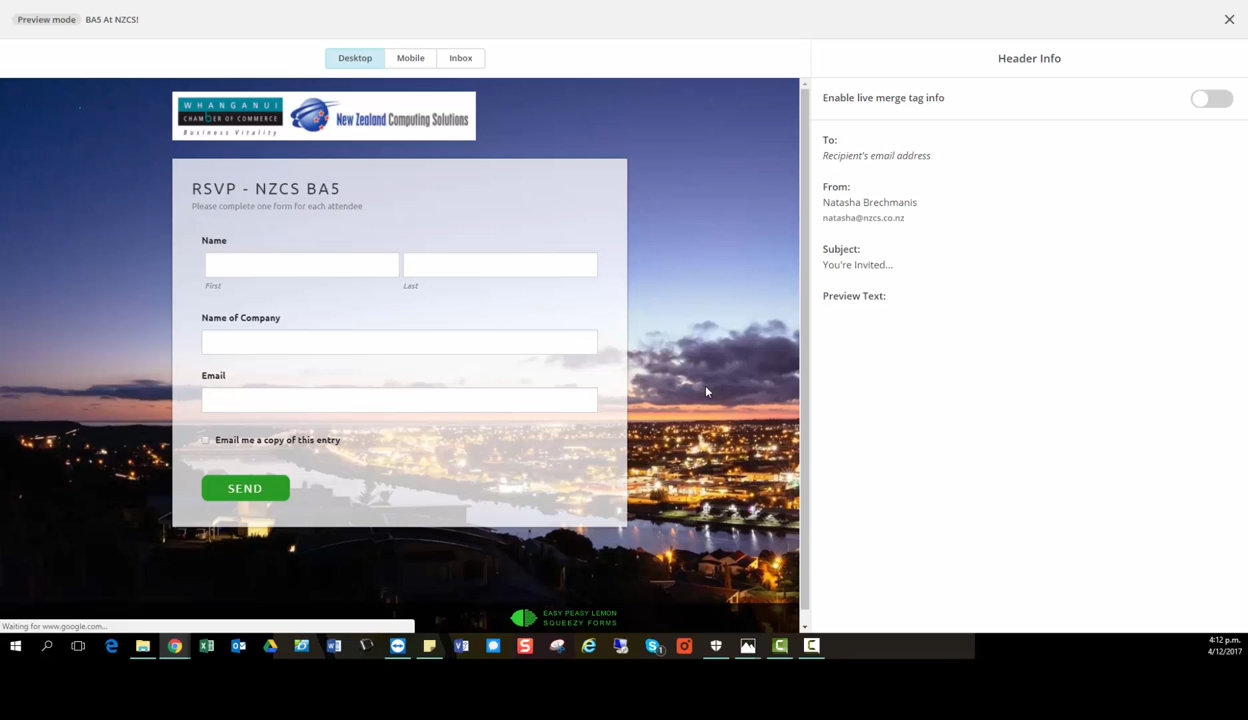 Preview mode BA5 At NZCS!
Desktop Mobile Inbox
Header Info
WHANGANUI
CHAMBER OF COMMERCE
Business Vitality
New Zealand Computing Solutions
RSVP - NZCS BA5
Please complete one form for each attendee
Name
First Last
Name of Company
Email
Email me a copy of this entry
SEND
EASY PEASY LEMON
SQUEEZY FORMS
Enable live merge tag info
To:
Recipient's email address
From:
Natasha Brechmanis
natasha@nzcs.co.nz
Subject:
You're Invited...
Preview Text:
Waiting for www.google.com...
4:12 p.m.
4/12/2017